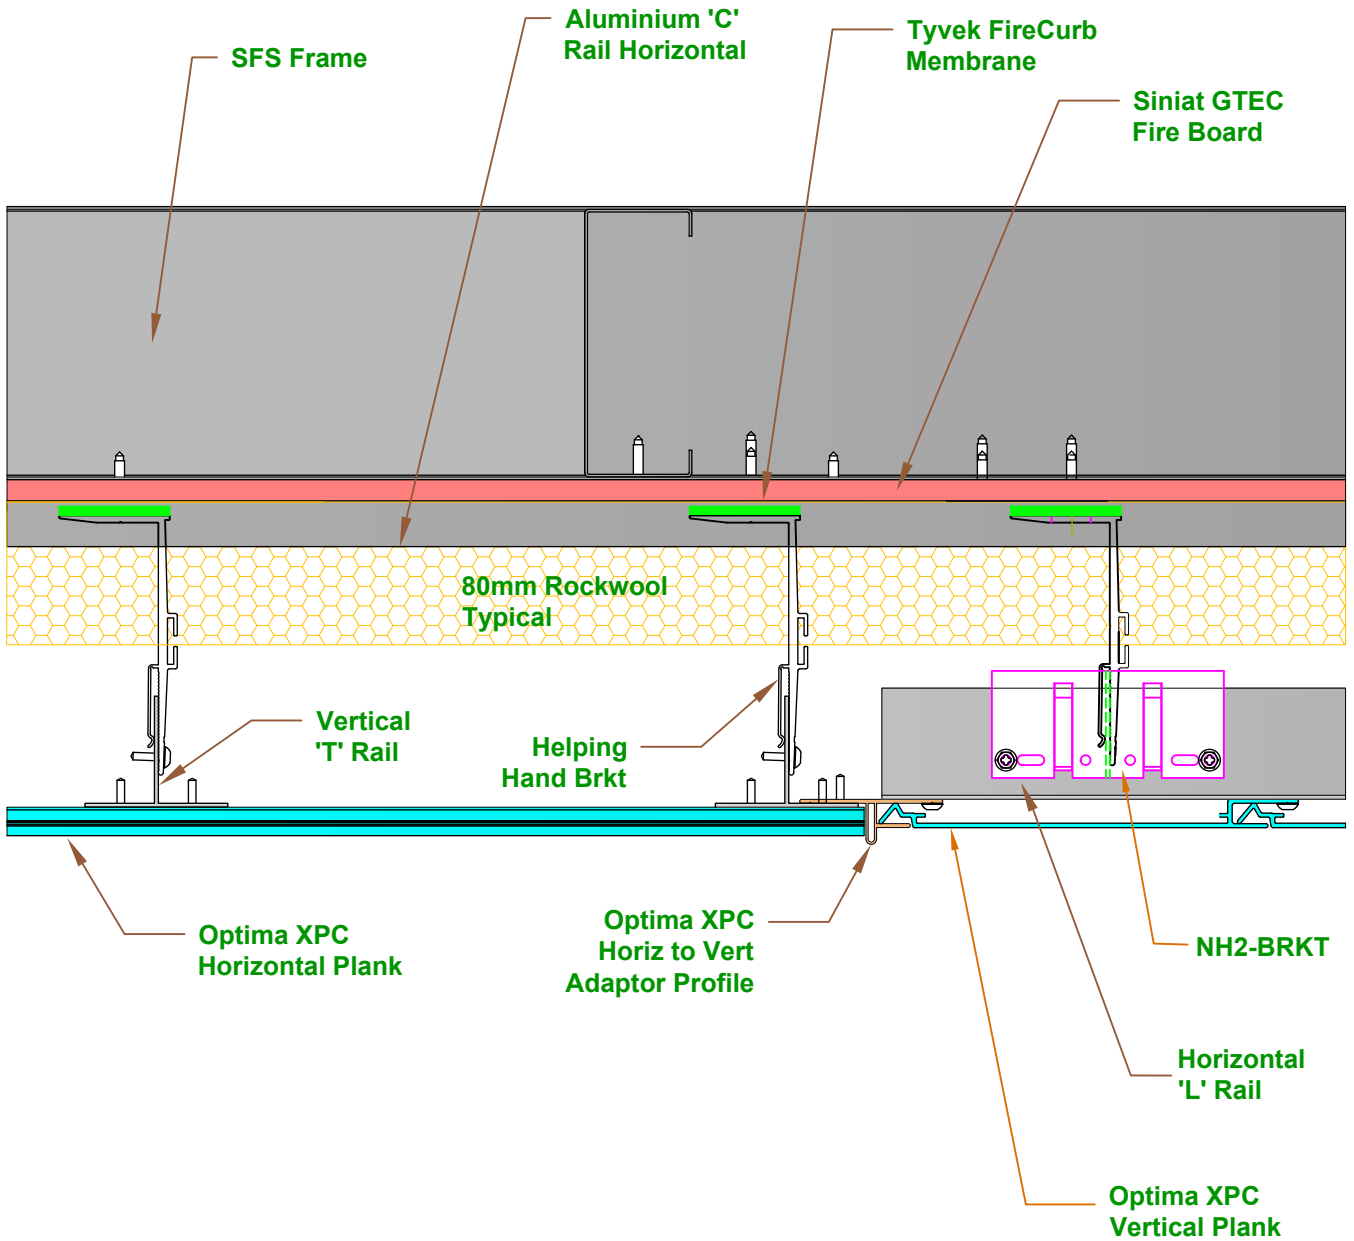 Aluminium 'C'
Rail Horizontal
Tyvek FireCurb
Membrane
SFS Frame
Siniat GTEC
Fire Board
80mm Rockwool
Typical
Vertical
'T' Rail
Helping
Hand Brkt
Optima XPC
Horizontal Plank
Optima XPC
Horiz to Vert
Adaptor Profile
NH2-BRKT
Horizontal
'L' Rail
Optima XPC
Vertical Plank